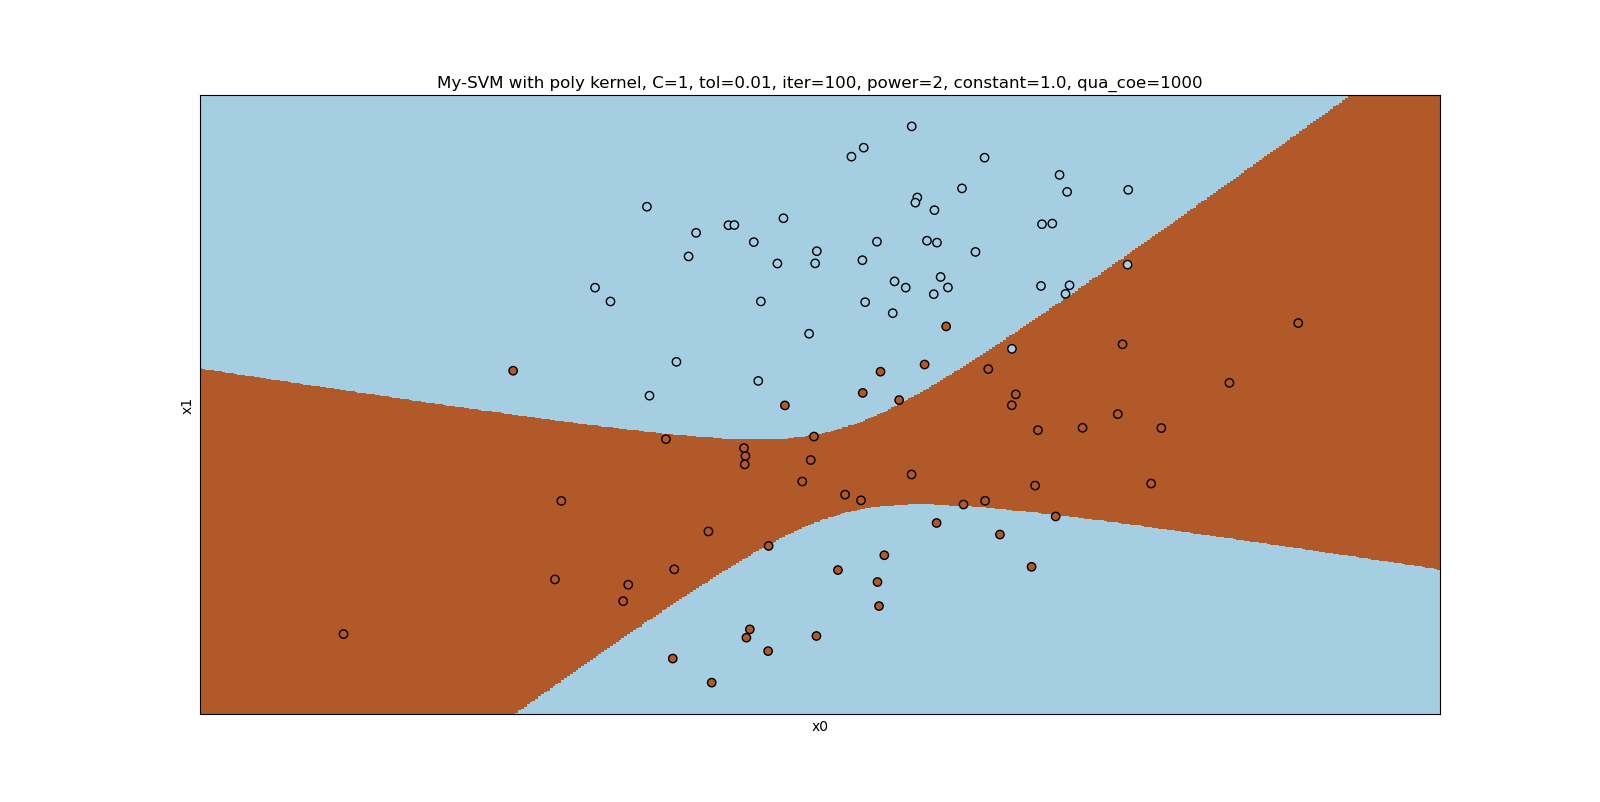 My-SVM with poly kernel, C=1, tol=0.01, iter=100, power=2, constant=1.0, qua_coe=1000
x1
x0